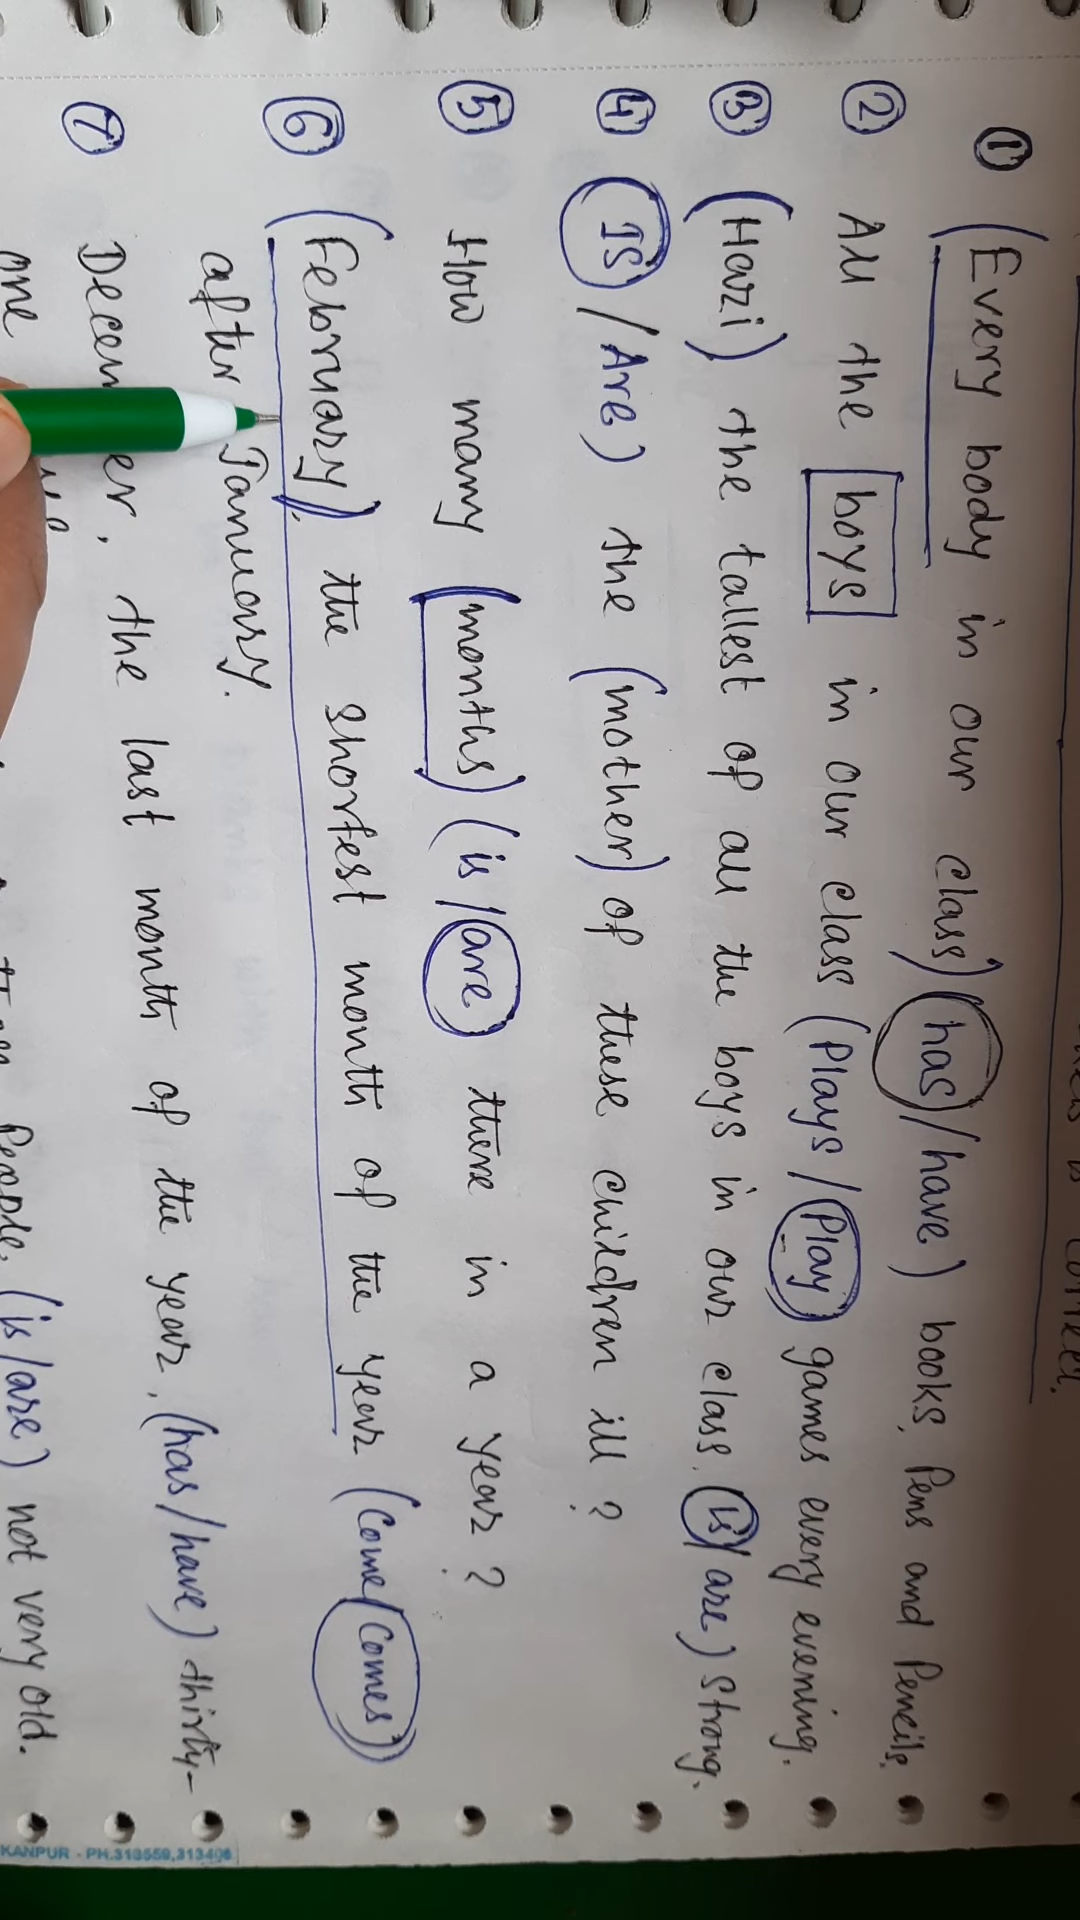 correct.
① (Every body in our class) (has/have) books, Pens and Pencils.
② All the boys in our class (Plays/Play) games every evening.
③ (Hari) the tallest of all the boys in our class, (is/are) strong.
④ (IS/Are) the (mother) of these children ill?
⑤ How many (months) (is/are) there in a year?
⑥ (February), the shortest month of the year (Come/Comes)
after January.
⑦ December, the last month of the year, (has/have) thirty-
one
People, (is/are) not very old.
KANPUR - PH.313559,313406